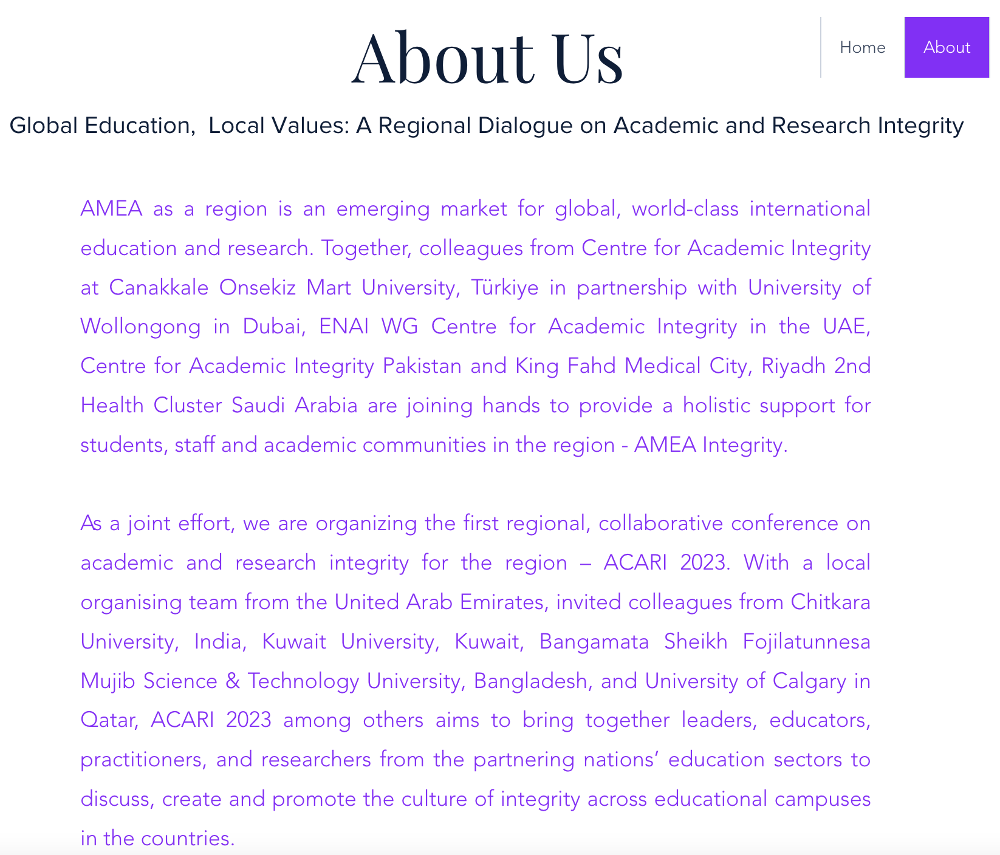 About Us
Home
About
Global Education,  Local Values: A Regional Dialogue on Academic and Research Integrity
AMEA as a region is an emerging market for global, world-class international
education and research. Together, colleagues from Centre for Academic Integrity
at Canakkale Onsekiz Mart University, Türkiye in partnership with University of
Wollongong in Dubai, ENAI WG Centre for Academic Integrity in the UAE,
Centre for Academic Integrity Pakistan and King Fahd Medical City, Riyadh 2nd
Health Cluster Saudi Arabia are joining hands to provide a holistic support for
students, staff and academic communities in the region - AMEA Integrity.
As a joint effort, we are organizing the first regional, collaborative conference on
academic and research integrity for the region – ACARI 2023. With a local
organising team from the United Arab Emirates, invited colleagues from Chitkara
University, India, Kuwait University, Kuwait, Bangamata Sheikh Fojilatunnesa
Mujib Science & Technology University, Bangladesh, and University of Calgary in
Qatar, ACARI 2023 among others aims to bring together leaders, educators,
practitioners, and researchers from the partnering nations’ education sectors to
discuss, create and promote the culture of integrity across educational campuses
in the countries.